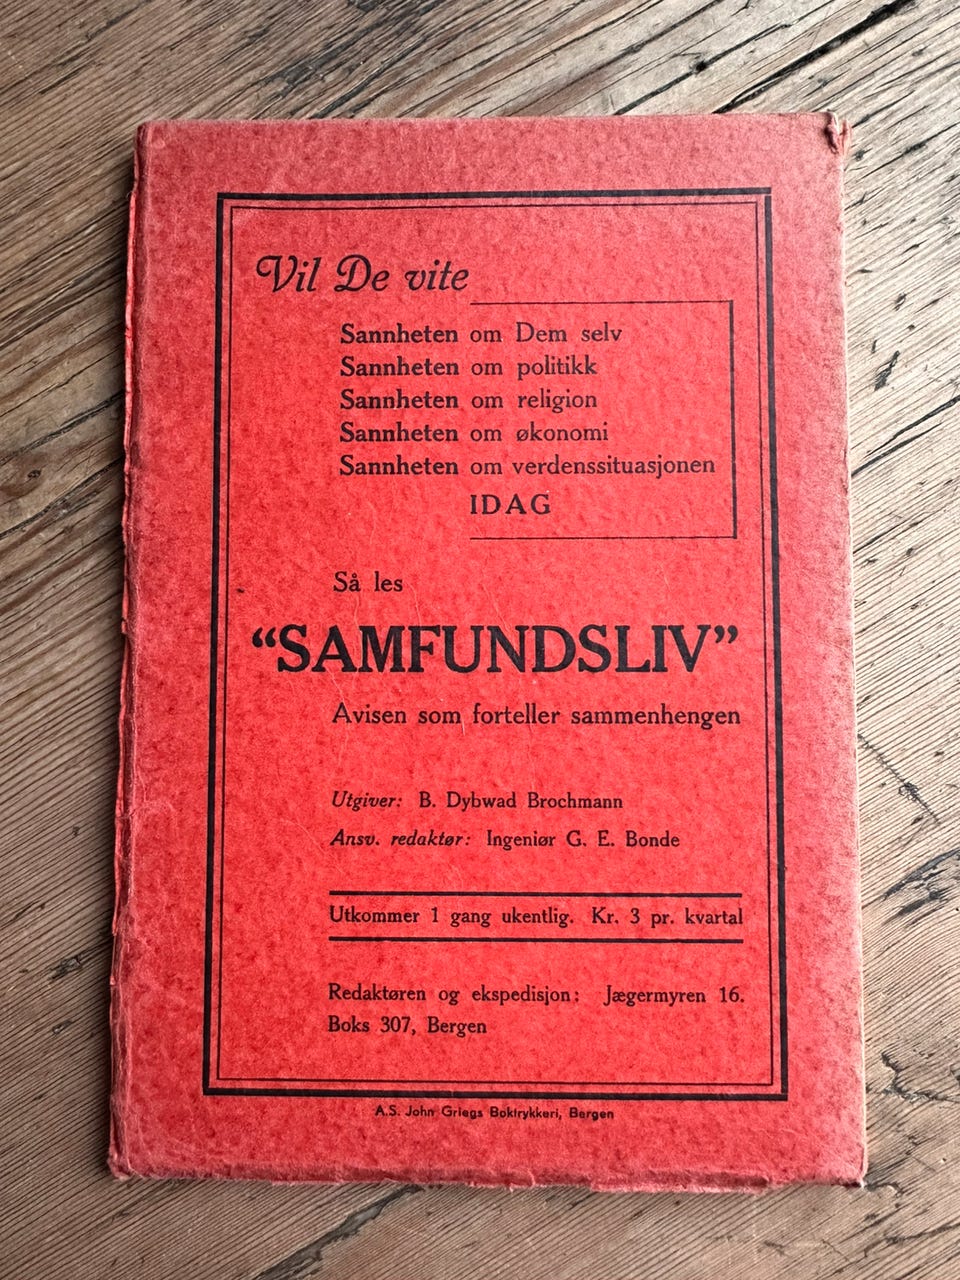 Vil De vite
Sannheten om Dem selv
Sannheten om politikk
Sannheten om religion
Sannheten om økonomi
Sannheten om verdenssituasjonen
IDAG
Så les
“SAMFUNDSLIV”
Avisen som forteller sammenhengen
Utgiver: B. Dybwad Brochmann
Ansv. redaktør: Ingeniør G. E. Bonde
Utkommer 1 gang ukentlig. Kr. 3 pr. kvartal
Redaktøren og ekspedisjon: Jægermyren 16.
Boks 307, Bergen
A.S. John Griegs Boktrykkeri, Bergen